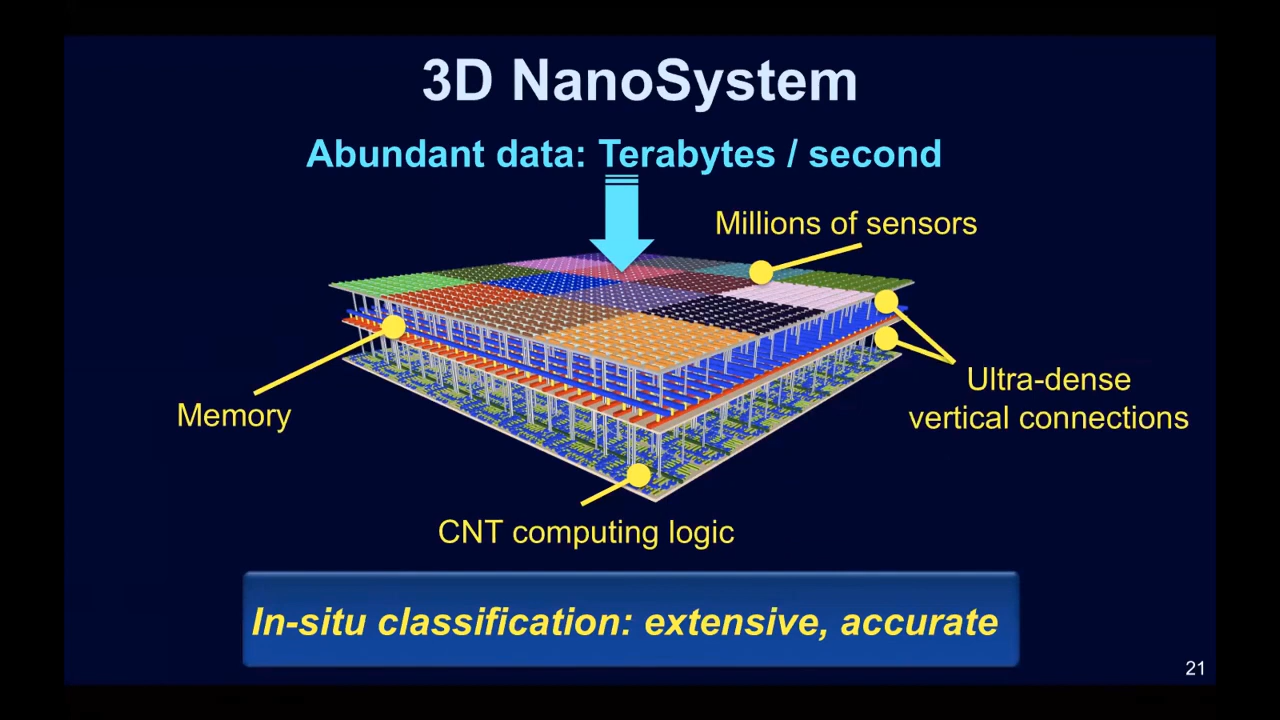 3D NanoSystem
Abundant data: Terabytes / second
Millions of sensors
Memory
Ultra-dense
vertical connections
CNT computing logic
In-situ classification: extensive, accurate
21